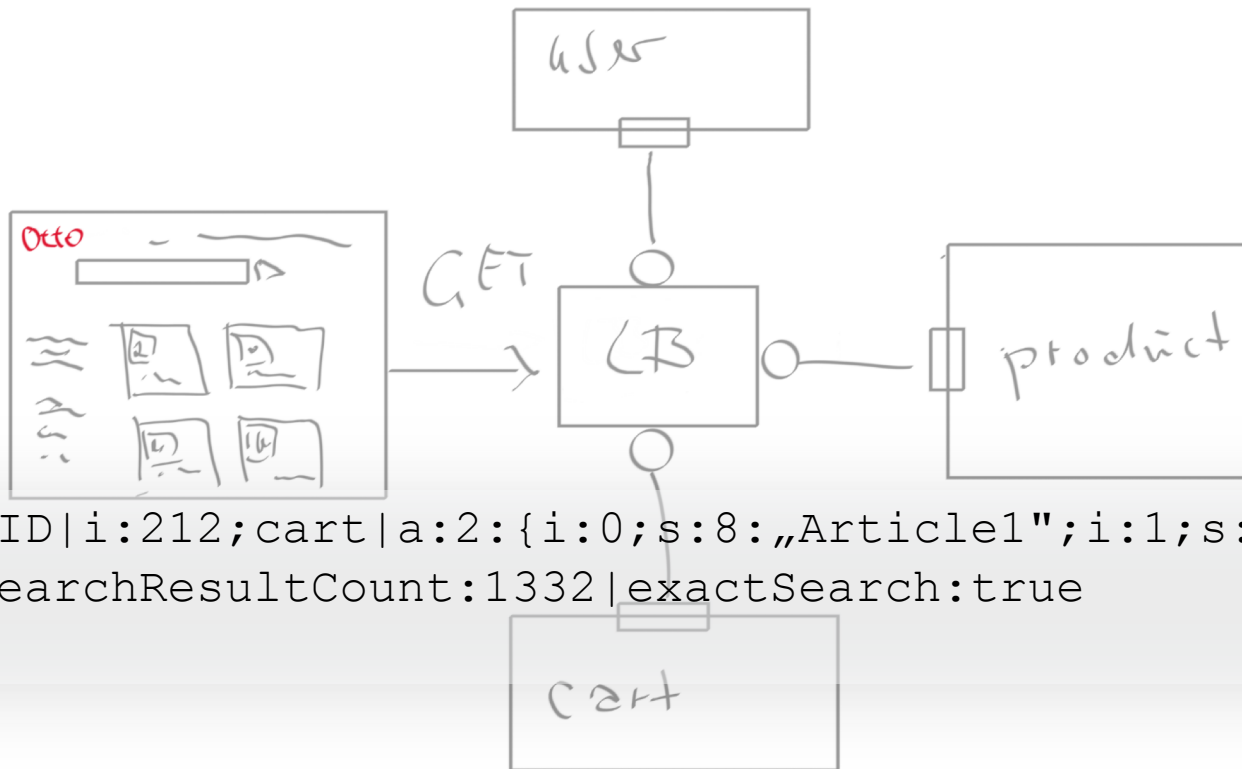 user
Otto
GET
LB
product
ID|i:212;cart|a:2:{i:0;s:8:„Article1";i:1;s:
earchResultCount:1332|exactSearch:true
cart